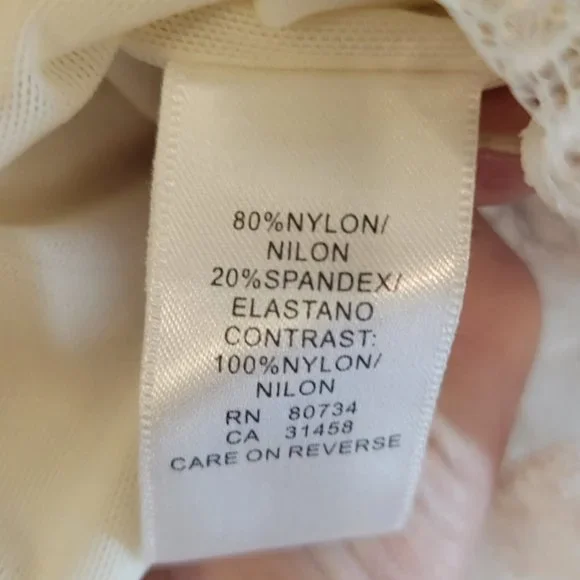 80%NYLON/
NILON
20%SPANDEX/
ELASTANO
CONTRAST:
100%NYLON/
NILON
RN 80734
CA 31458
CARE ON REVERSE